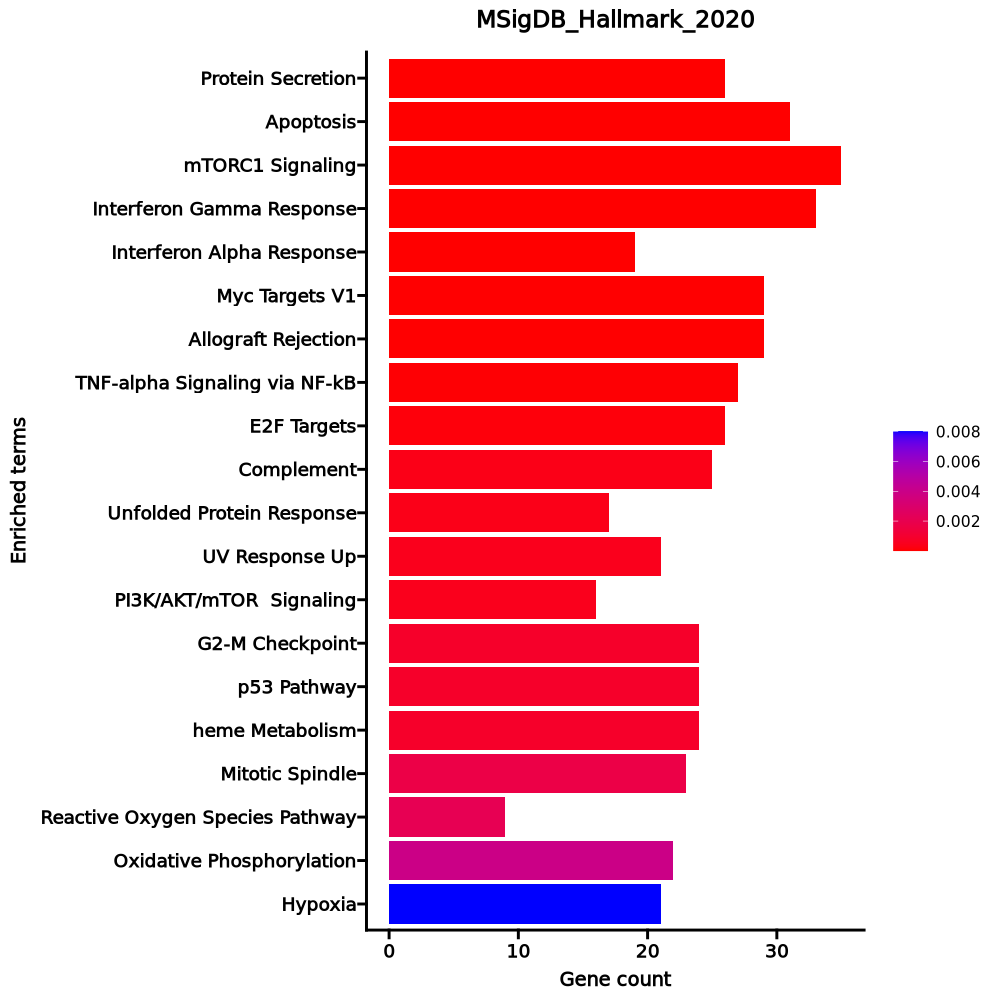 MSigDB_Hallmark_2020
Protein Secretion
Apoptosis
mTORC1 Signaling
Interferon Gamma Response
Interferon Alpha Response
Myc Targets V1
Allograft Rejection
TNF-alpha Signaling via NF-kB
E2F Targets
Complement
Unfolded Protein Response
UV Response Up
PI3K/AKT/mTOR  Signaling
G2-M Checkpoint
p53 Pathway
heme Metabolism
Mitotic Spindle
Reactive Oxygen Species Pathway
Oxidative Phosphorylation
Hypoxia
Enriched terms
0 10 20 30
Gene count
0.008
0.006
0.004
0.002